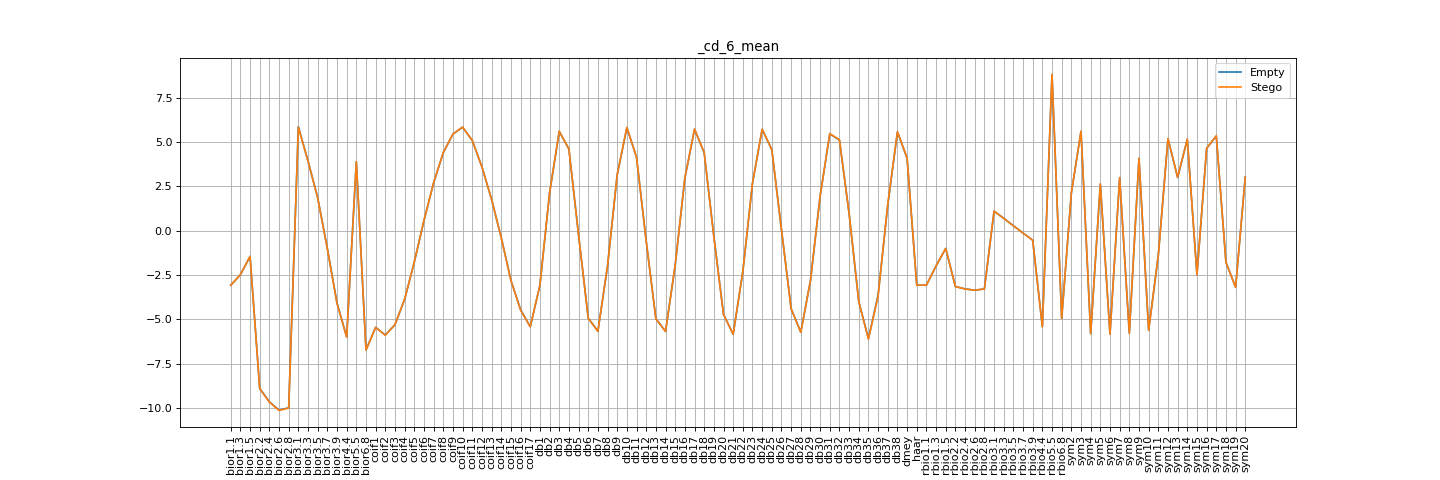 _cd_6_mean
Empty
Stego
7.5
5.0
2.5
0.0
−2.5
−5.0
−7.5
−10.0
bior1.1
bior1.3
bior1.5
bior2.2
bior2.4
bior2.6
bior2.8
bior3.1
bior3.3
bior3.5
bior3.7
bior3.9
bior4.4
bior5.5
bior6.8
coif1
coif2
coif3
coif4
coif5
coif6
coif7
coif8
coif9
coif10
coif11
coif12
coif13
coif14
coif15
coif16
coif17
db1
db2
db3
db4
db5
db6
db7
db8
db9
db10
db11
db12
db13
db14
db15
db16
db17
db18
db19
db20
db21
db22
db23
db24
db25
db26
db27
db28
db29
db30
db31
db32
db33
db34
db35
db36
db37
db38
dmey
haar
rbio1.1
rbio1.3
rbio1.5
rbio2.2
rbio2.4
rbio2.6
rbio2.8
rbio3.1
rbio3.3
rbio3.5
rbio3.7
rbio3.9
rbio4.4
rbio5.5
rbio6.8
sym2
sym3
sym4
sym5
sym6
sym7
sym8
sym9
sym10
sym11
sym12
sym13
sym14
sym15
sym16
sym17
sym18
sym19
sym20